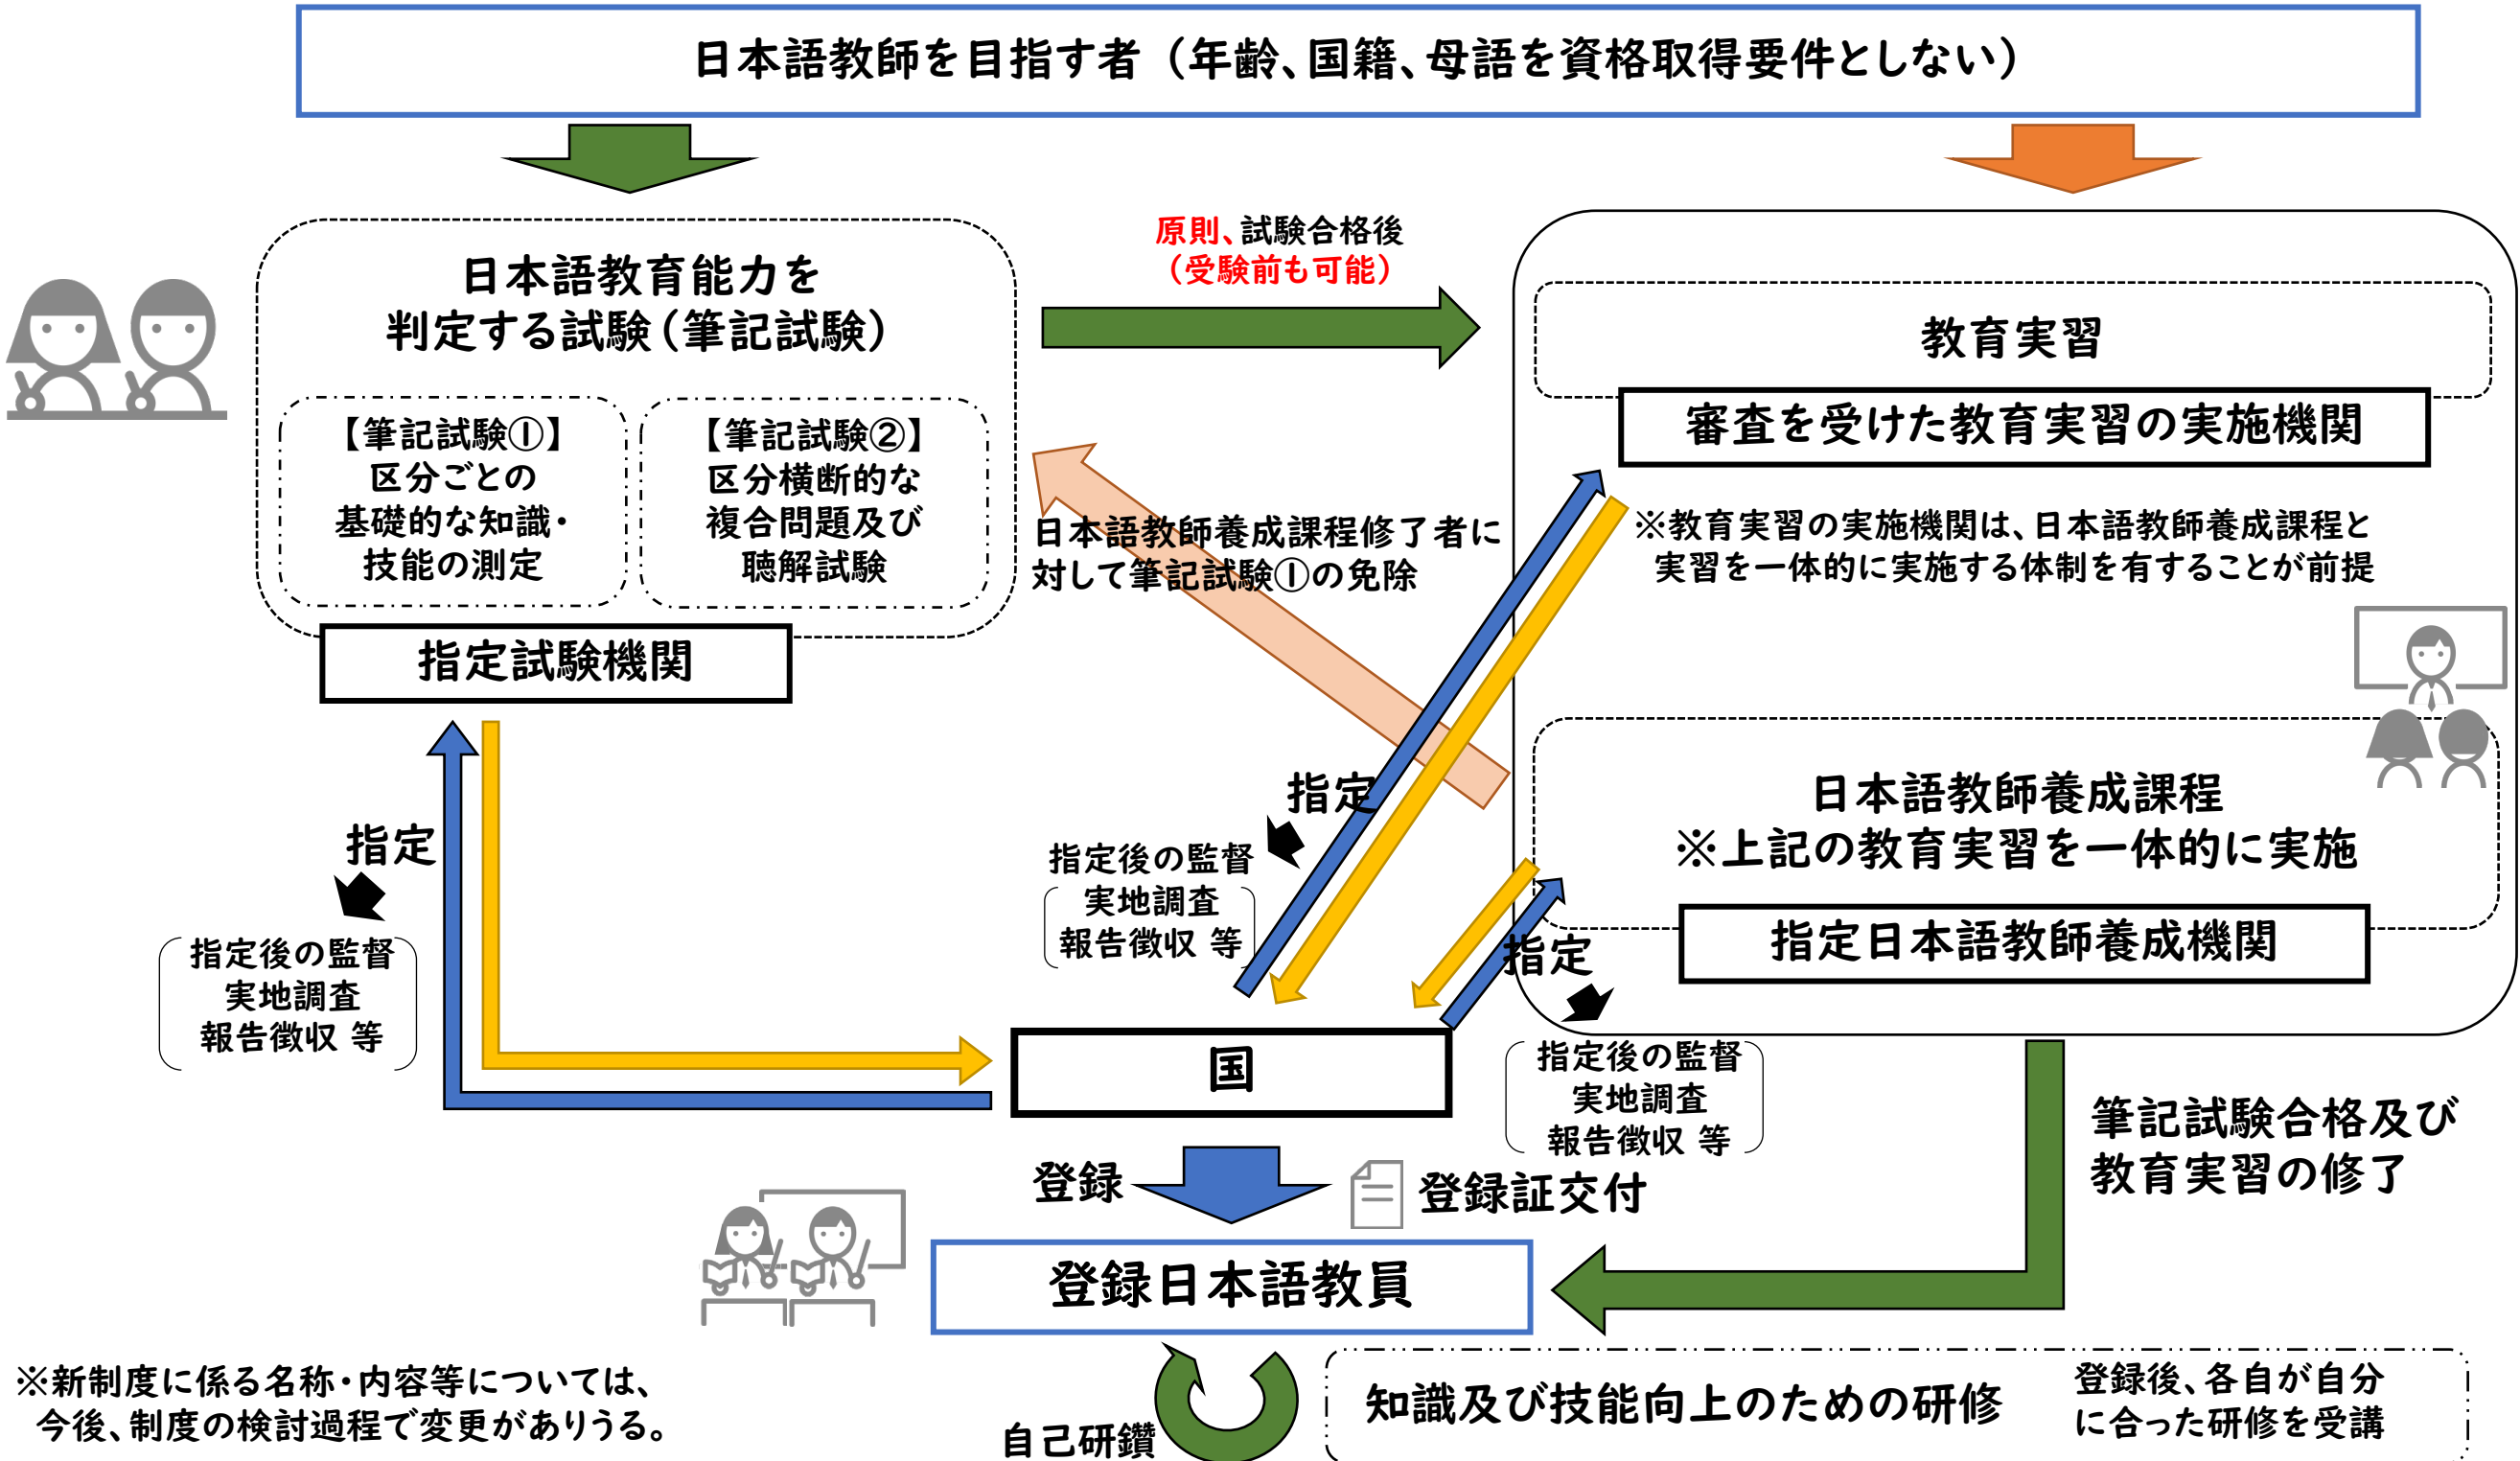 日本語教師を目指す者（年齢、国籍、母語を資格取得要件としない）
原則、試験合格後
（受験前も可能）
日本語教育能力を
判定する試験（筆記試験）
【筆記試験①】
区分ごとの
基礎的な知識・
技能の測定
【筆記試験②】
区分横断的な
複合問題及び
聴解試験
指定試験機関
教育実習
審査を受けた教育実習の実施機関
※教育実習の実施機関は、日本語教師養成課程と
実習を一体的に実施する体制を有することが前提
日本語教師養成課程修了者に
対して筆記試験①の免除
日本語教師養成課程
※上記の教育実習を一体的に実施
指定日本語教師養成機関
指定
指定後の監督
実地調査
報告徴収 等
指定
指定後の監督
実地調査
報告徴収 等
指定
指定後の監督
実地調査
報告徴収 等
国
登録
登録証交付
筆記試験合格及び
教育実習の修了
登録日本語教員
自己研鑽
知識及び技能向上のための研修
登録後、各自が自分
に合った研修を受講
※新制度に係る名称・内容等については、
今後、制度の検討過程で変更がありうる。